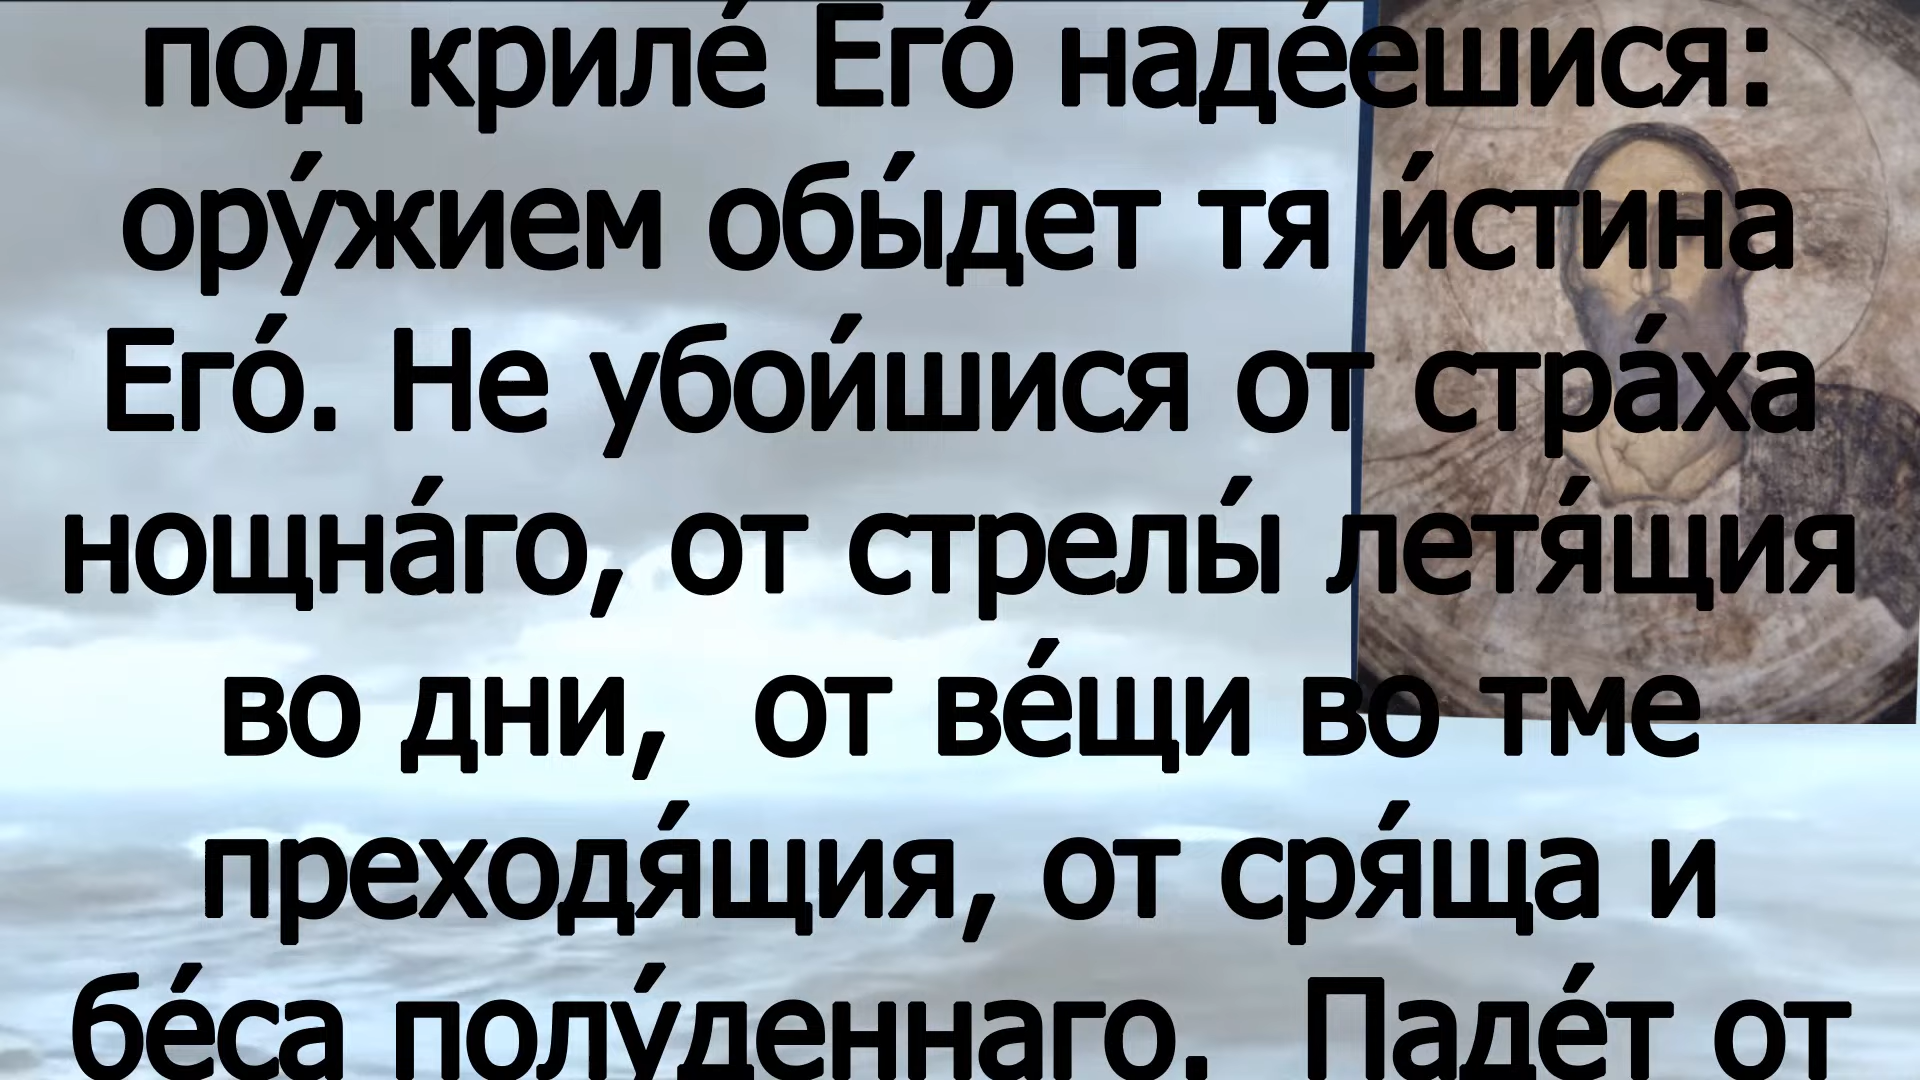 под криле́ Его́ наде́ешися:
ору́жием обы́дет тя и́стина
Его́. Не убои́шися от стра́ха
нощна́го, от стрелы́ летя́щия
во дни,  от ве́щи во тме
преходя́щия, от сря́ща и
бе́са полу́деннаго.  Паде́т от